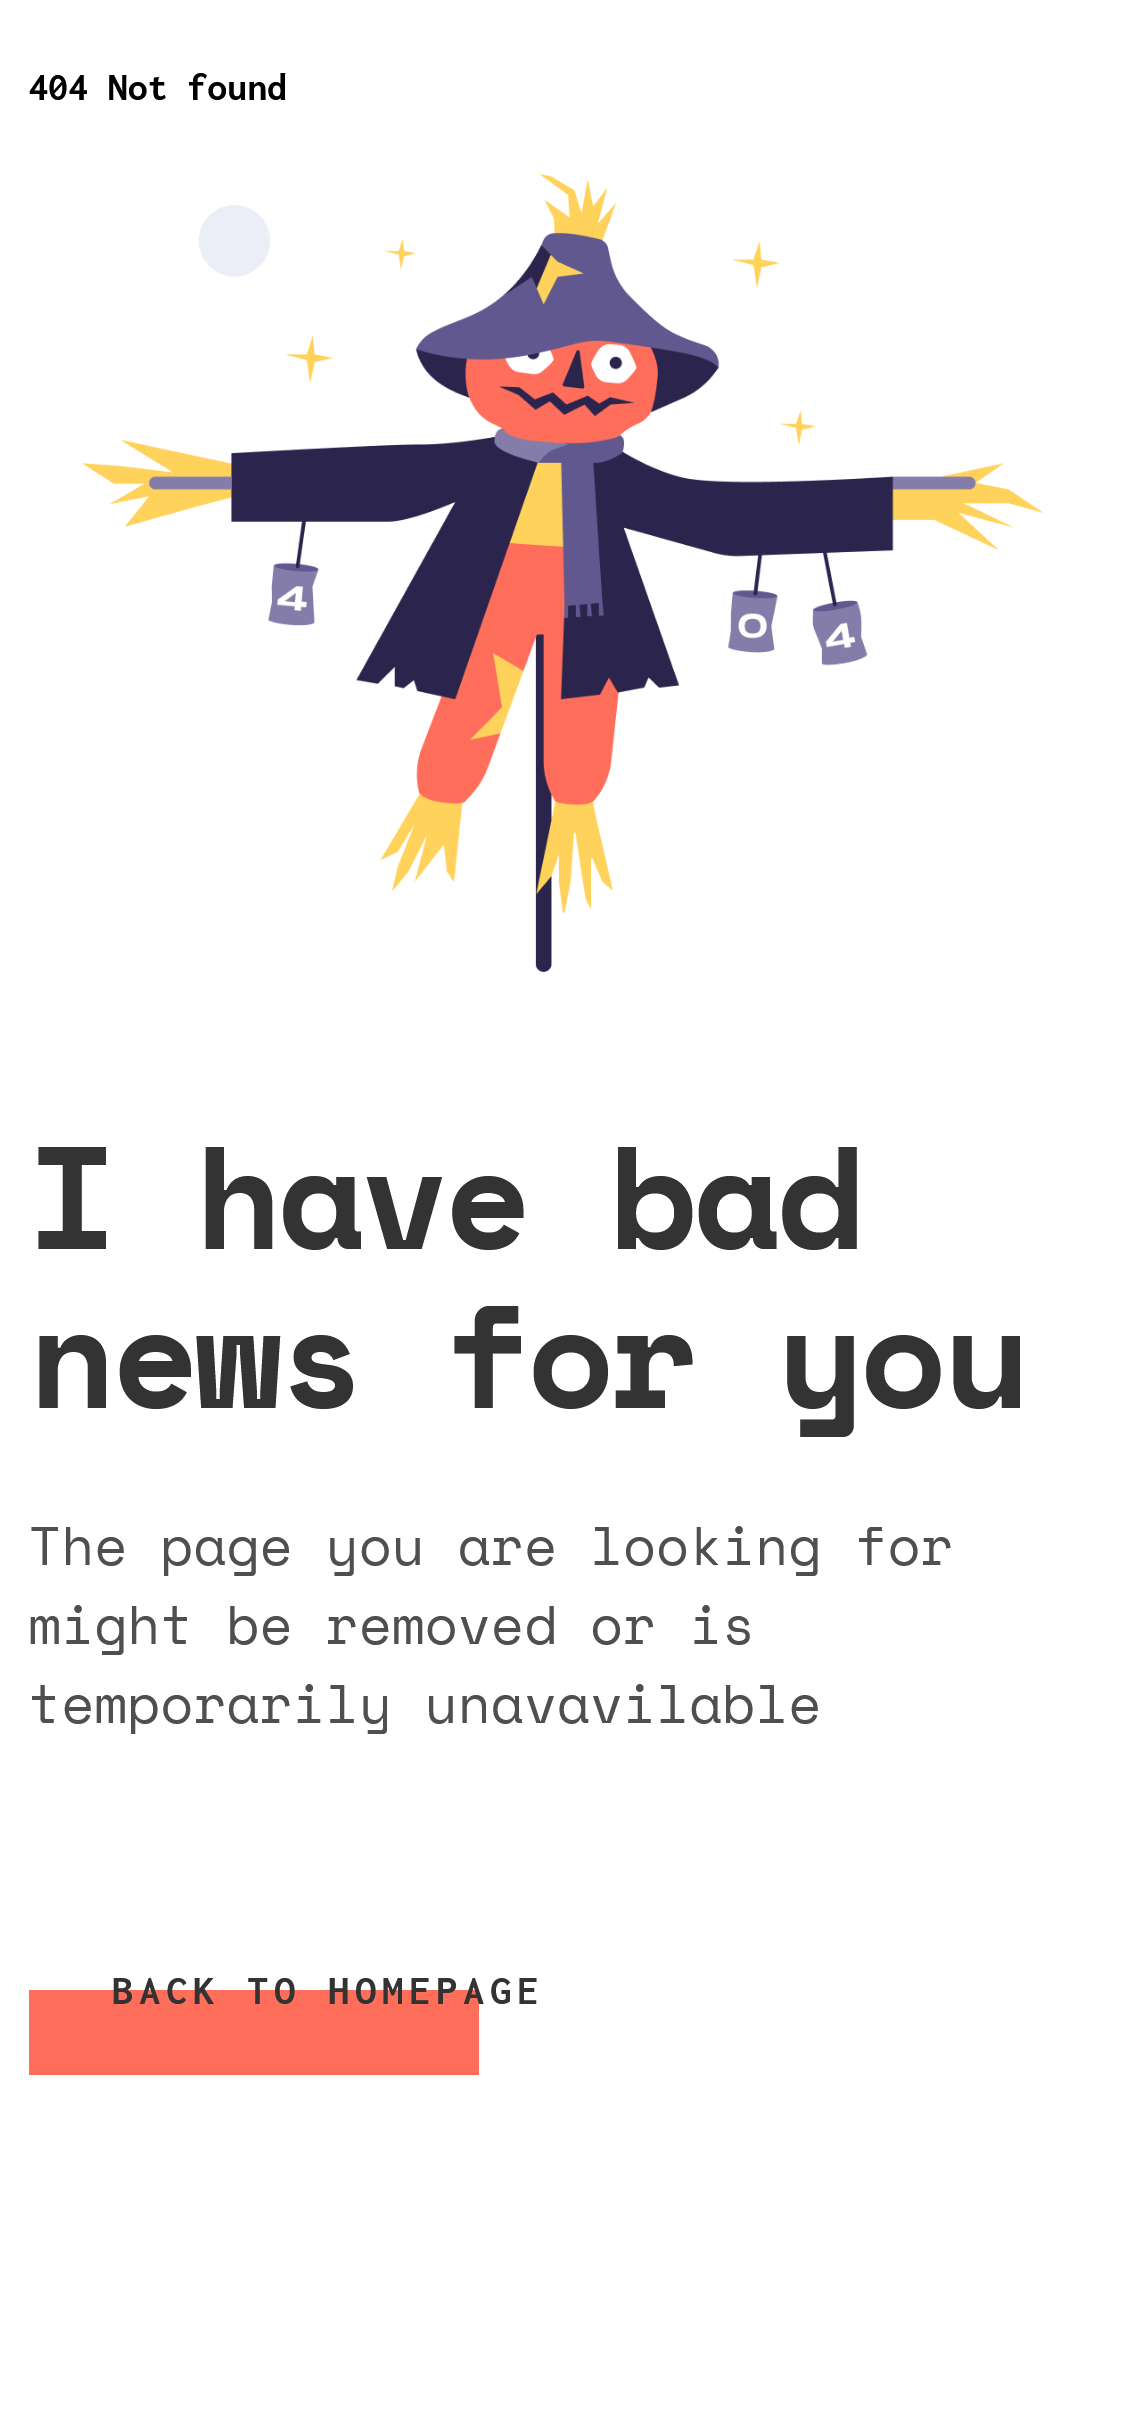 404 Not found
4
0
4
I have bad
news for you
The page you are looking for
might be removed or is
temporarily unavavilable
BACK TO HOMEPAGE